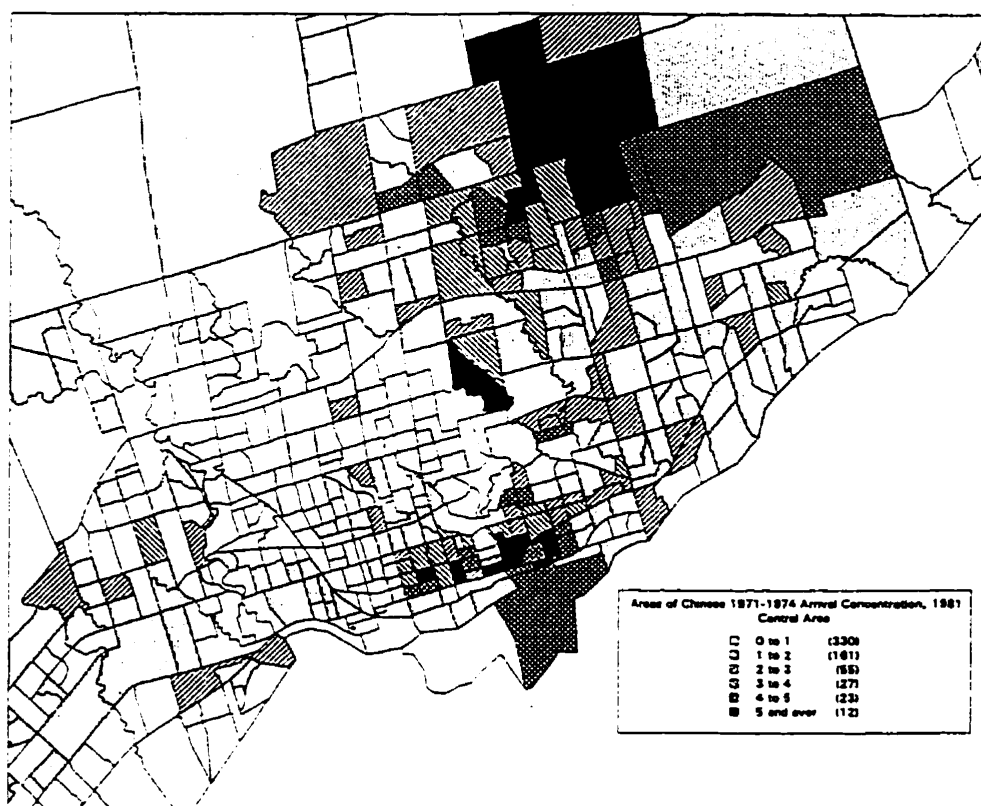 Areas of Chinese 1971-1974 Arrival Concentration, 1981
Central Area
0 to 1 (330)
1 to 2 (161)
2 to 3 (55)
3 to 4 (27)
4 to 5 (23)
5 and over (12)